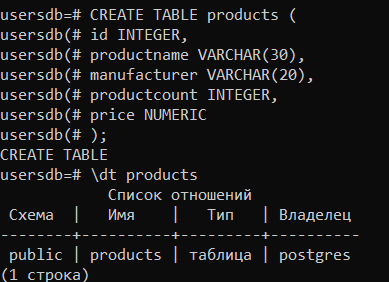 usersdb=# CREATE TABLE products (
usersdb(# id INTEGER,
usersdb(# productname VARCHAR(30),
usersdb(# manufacturer VARCHAR(20),
usersdb(# productcount INTEGER,
usersdb(# price NUMERIC
usersdb(# );
CREATE TABLE
usersdb=# \dt products
Список отношений
Схема | Имя | Тип | Владелец
--------+----------+---------+----------
public | products | таблица | postgres
(1 строка)